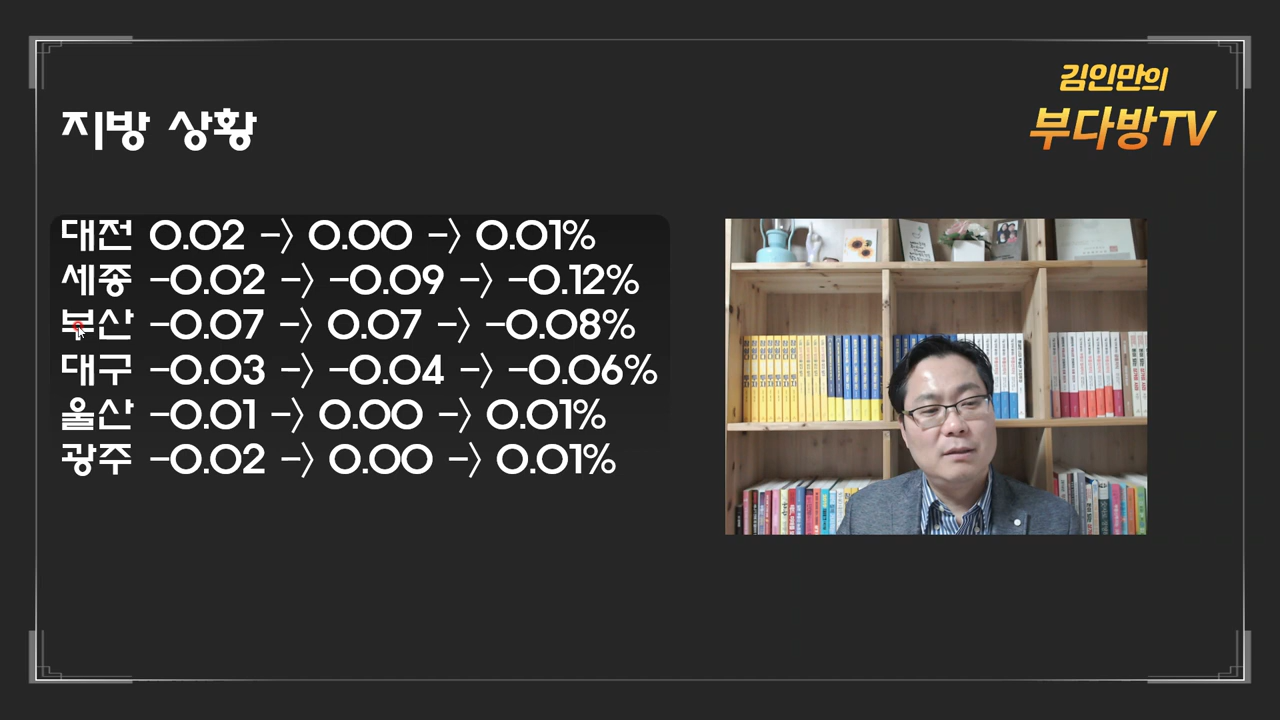 김인만의
부다방TV
지방 상황
대전 0.02 -> 0.00 -> 0.01%
세종 -0.02 -> -0.09 -> -0.12%
부산 -0.07 -> 0.07 -> -0.08%
대구 -0.03 -> -0.04 -> -0.06%
울산 -0.01 -> 0.00 -> 0.01%
광주 -0.02 -> 0.00 -> 0.01%